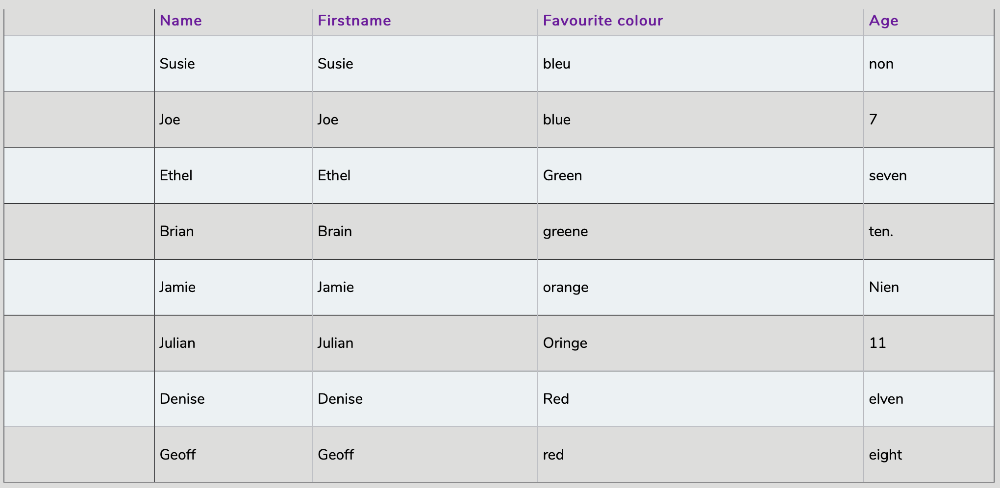 Name Firstname Favourite colour Age
Susie Susie bleu non
Joe Joe blue 7
Ethel Ethel Green seven
Brian Brain greene ten.
Jamie Jamie orange Nien
Julian Julian Oringe 11
Denise Denise Red elven
Geoff Geoff red eight